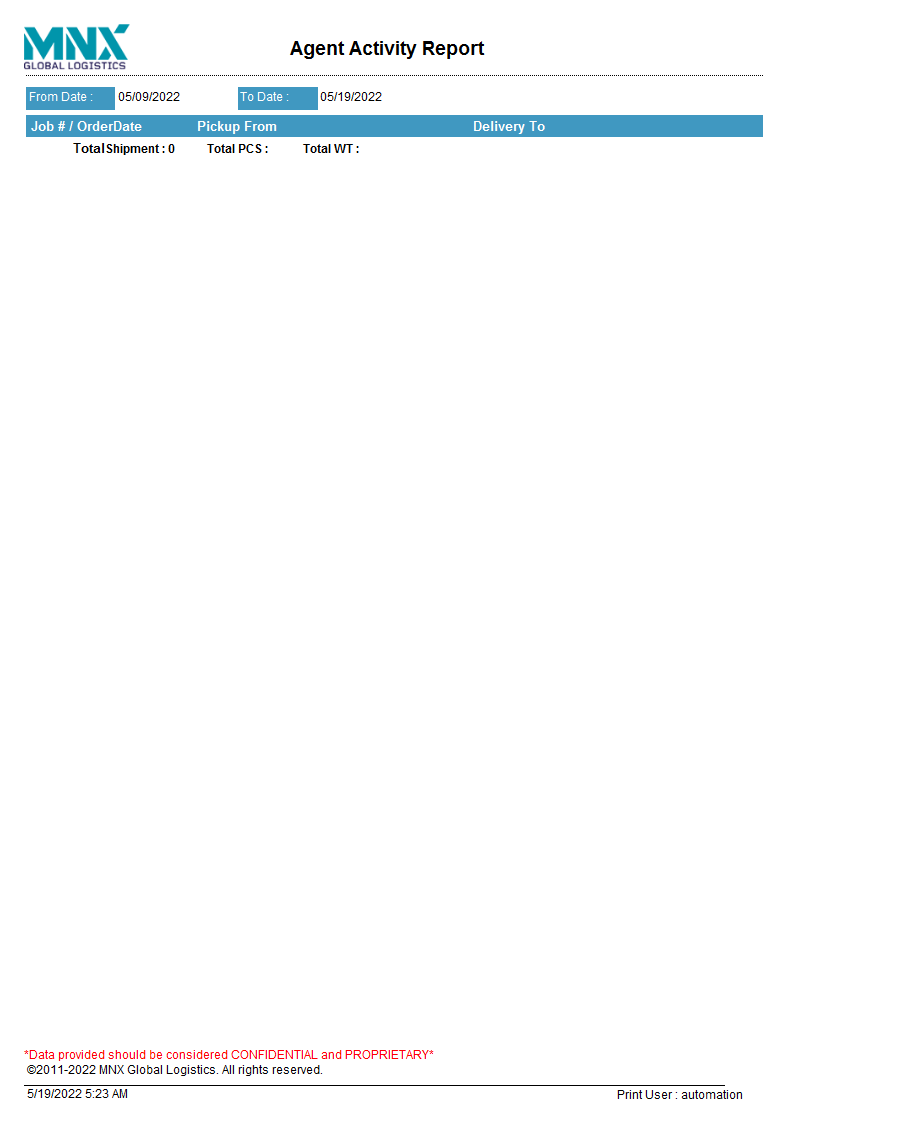 MNX
GLOBAL LOGISTICS
Agent Activity Report
From Date : 05/09/2022 To Date : 05/19/2022
Job # / OrderDate Pickup From Delivery To
Total Shipment : 0 Total PCS : Total WT :
*Data provided should be considered CONFIDENTIAL and PROPRIETARY*
©2011-2022 MNX Global Logistics. All rights reserved.
5/19/2022 5:23 AM Print User : automation